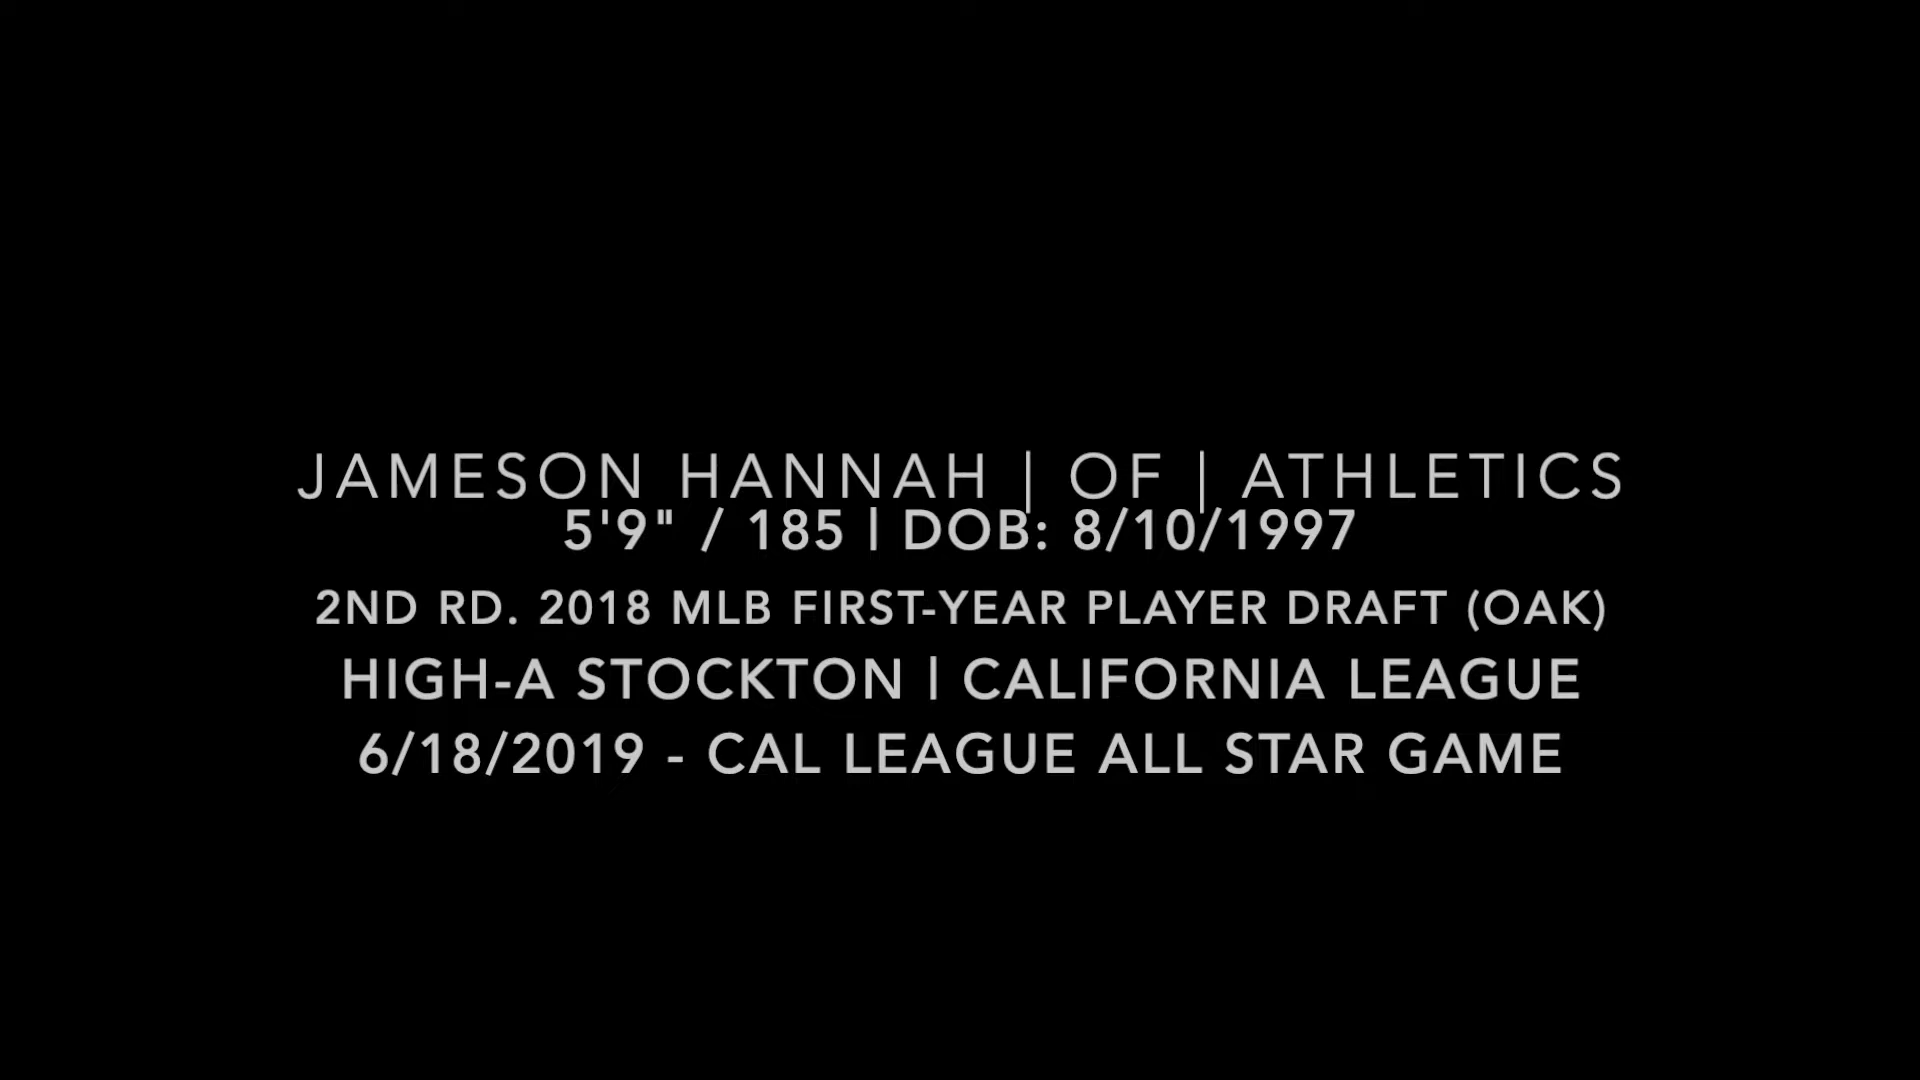 JAMESON HANNAH | OF | ATHLETICS
5'9" / 185 | DOB: 8/10/1997
2ND RD. 2018 MLB FIRST-YEAR PLAYER DRAFT (OAK)
HIGH-A STOCKTON | CALIFORNIA LEAGUE
6/18/2019 - CAL LEAGUE ALL STAR GAME